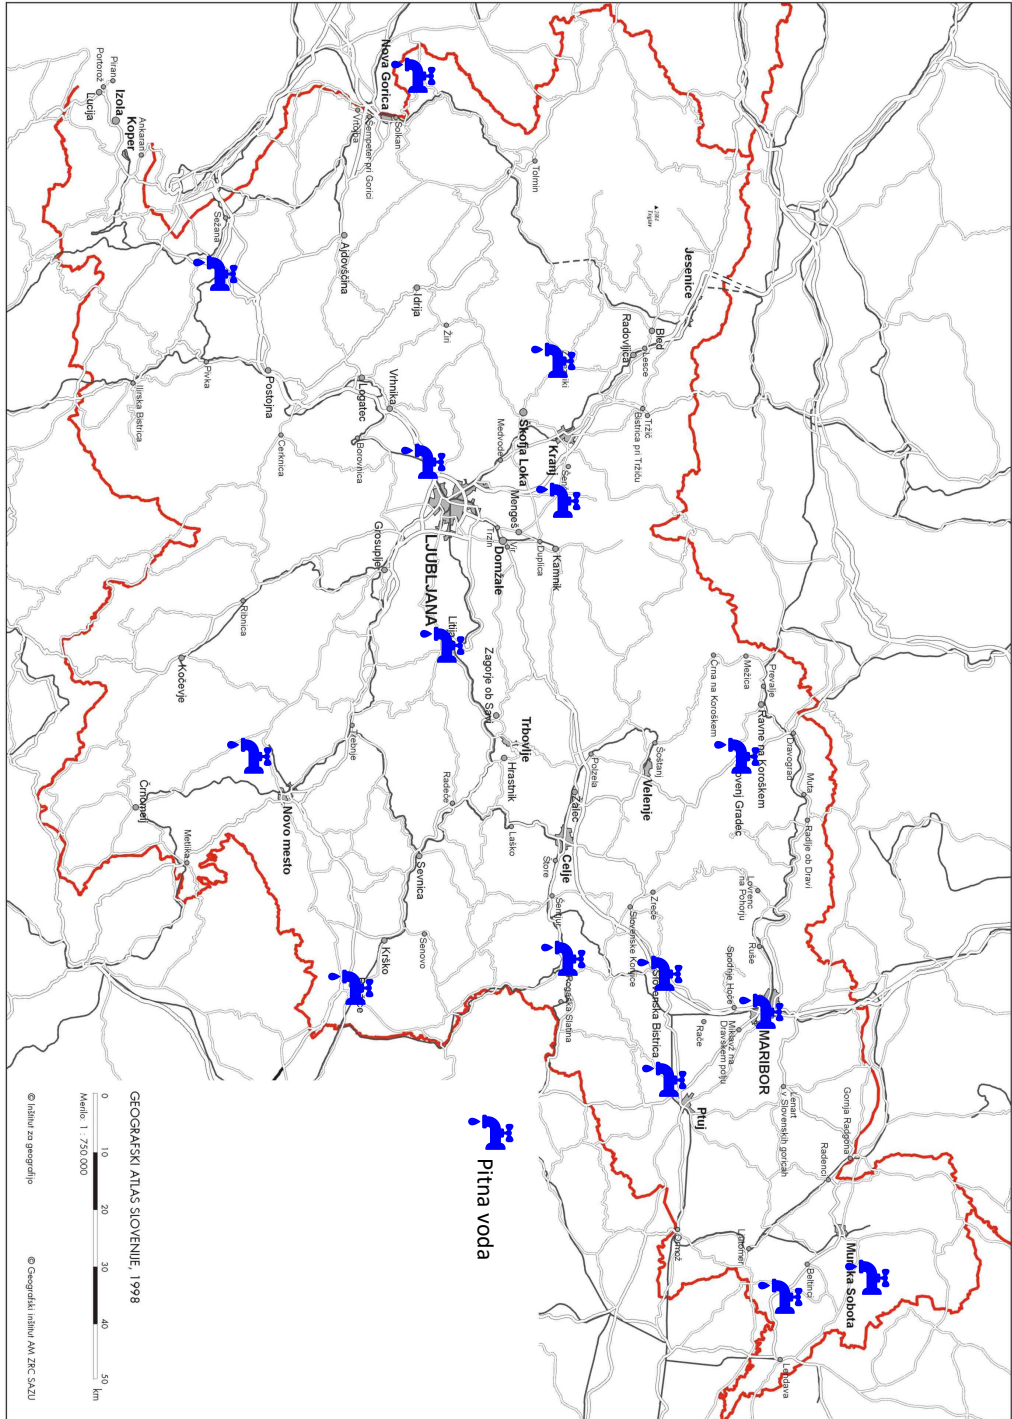 Jesenice
Triglav
2864
Bled
Lesce
Radovljica
Tržič
Bistrica pri Tržiču
Kranj
Škofja Loka
Medvode
Mengeš
Trzin
Vir
Domžale
Duplica
Kamnik
LJUBLJANA
Vrhnika
Logatec
Borovnica
Cerknica
Postojna
Pivka
Ilirska Bistrica
Žiri
Idrija
Ajdovščina
Tolmin
Nova Gorica
Solkan
Šempeter pri Gorici
Vrtojba
Sežana
Ankaran
Koper
Izola
Piran
Portorož
Lucija
Grosuplje
Ribnica
Kočevje
Litija
Zagorje ob Savi
Trbovlje
Hrastnik
Radeče
Trebnje
Novo mesto
Črnomelj
Metlika
Sevnica
Senovo
Krško
Laško
Celje
Štore
Šentjur
Rogaška Slatina
Žalec
Polzela
Velenje
Šoštanj
Črna na Koroškem
Mežica
Prevalje
Ravne na Koroškem
Dravograd
Muta
Radlje ob Dravi
Lovrenc
na Pohorju
Ruše
Zreče
Slovenske Konjice
Slovenska Bistrica
Spodnje Hoče
Rače
Miklavž na
Dravskem polju
MARIBOR
Lenart
v Slovenskih goricah
Gornja Radgona
Radenci
Ptuj
Ormož
Beltinci
Lendava
Pitna voda
GEOGRAFSKI ATLAS SLOVENIJE, 1998
0 10 20 30 40 50 km
Merilo 1 : 750 000
© Inštitut za geografijo
© Geografski inštitut AM ZRC SAZU